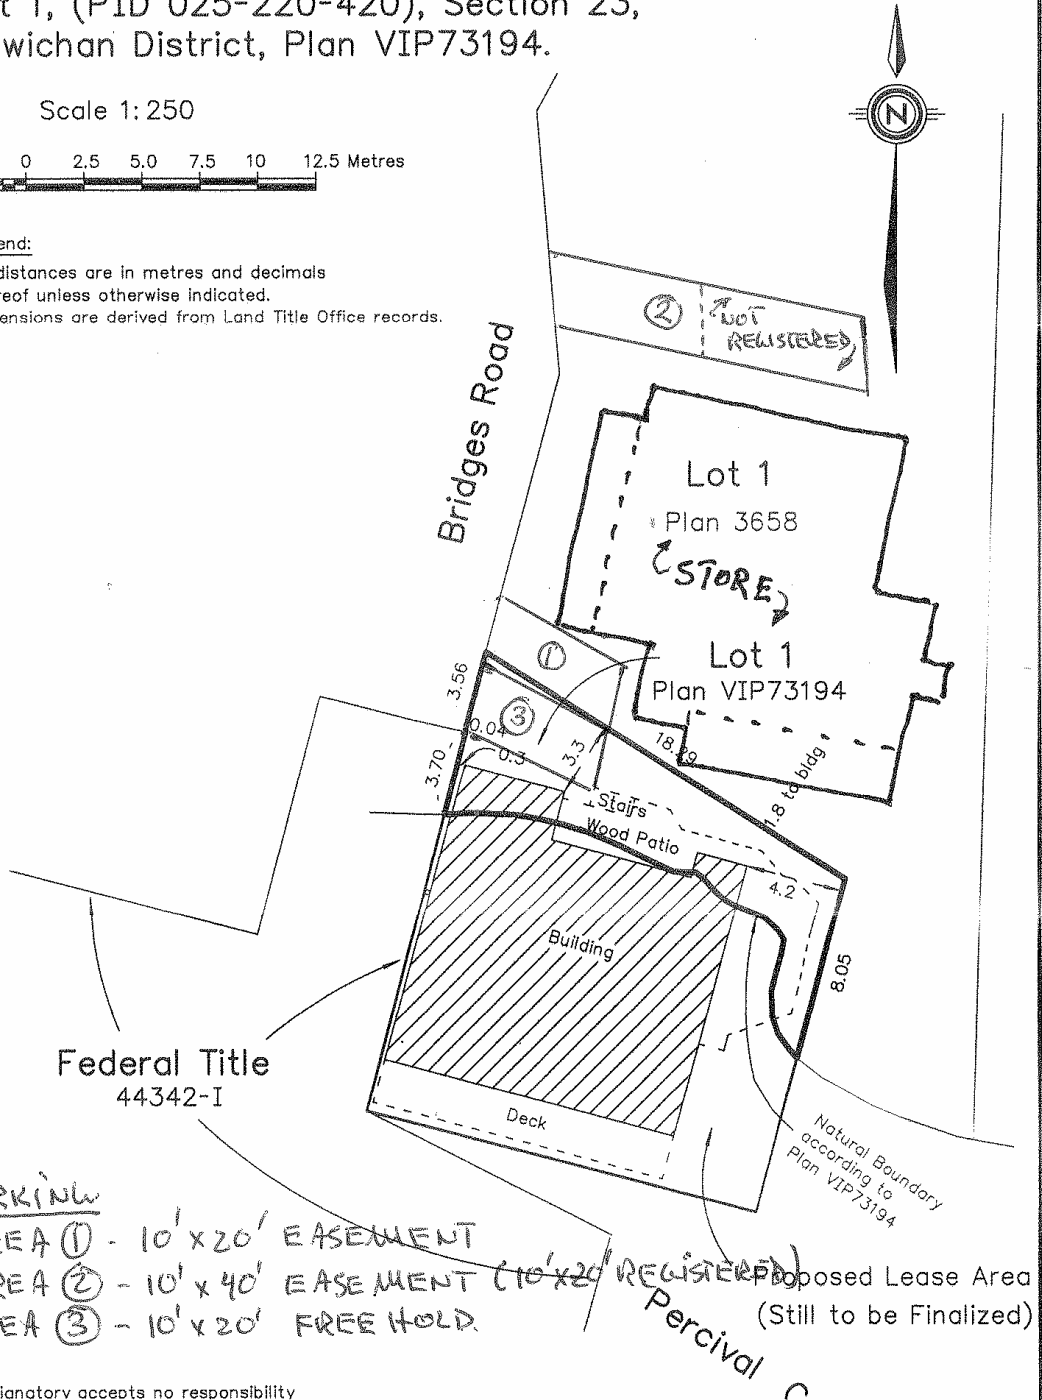 t 1, (PID 025-220-420), Section 23,
wichan District, Plan VIP73194.
Scale 1:250
0 2.5 5.0 7.5 10 12.5 Metres
end:
distances are in metres and decimals
reof unless otherwise indicated.
ensions are derived from Land Title Office records.
N
Bridges Road
② NOT
REGISTERED
Lot 1
Plan 3658
STORE
Lot 1
Plan VIP73194
①
③
3.56
0.04
0.3
3.70
3.3
18.29
1.8 to bldg
Stairs
Wood Patio
4.2
Building
8.05
Deck
Federal Title
44342-I
Natural Boundary
according to
Plan VIP73194
RKING
EA ① - 10' x 20' EASEMENT
REA ② - 10' x 40' EASEMENT (10'x20' REGISTERED)
EA ③ - 10' x 20' FREE HOLD.
Proposed Lease Area
(Still to be Finalized)
Percival
ianatory accepts no responsibility